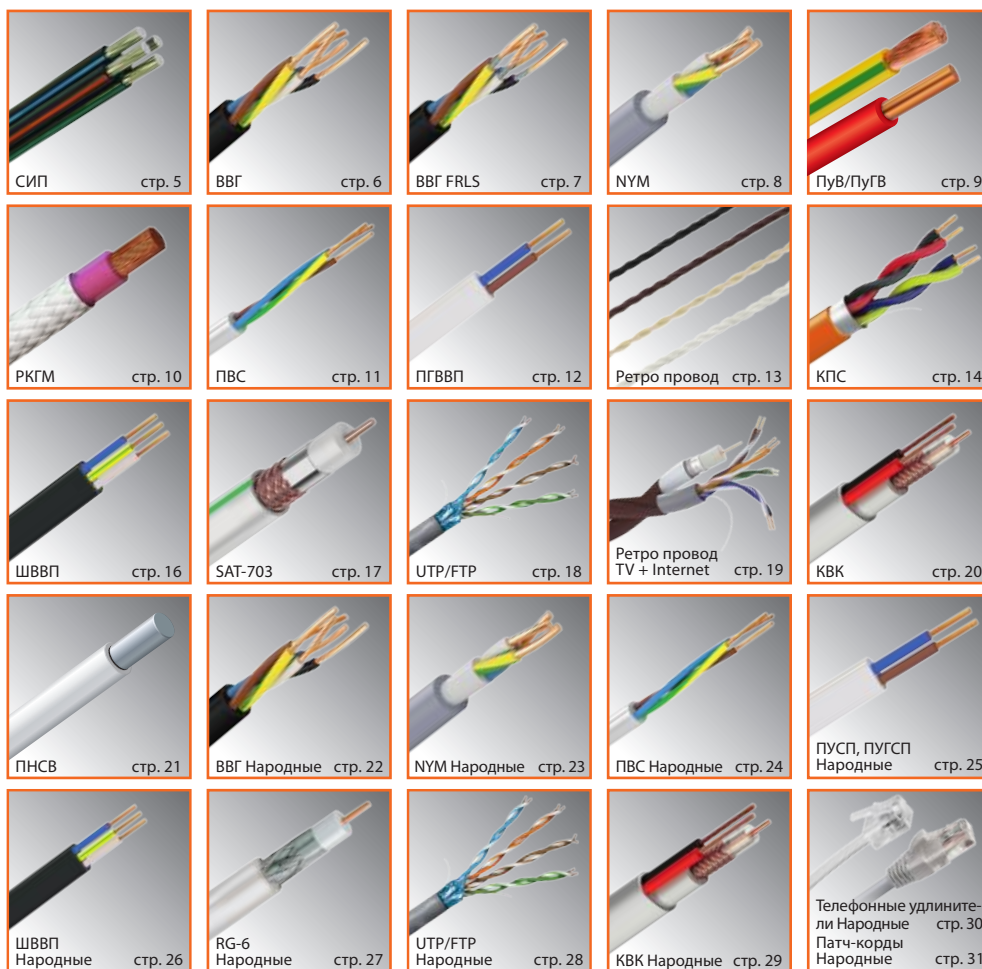 СИП стр. 5
ВВГ стр. 6
ВВГ FRLS стр. 7
NYM стр. 8
ПуВ/ПуГВ стр. 9
РКГМ стр. 10
ПВС стр. 11
ПГВВП стр. 12
Ретро провод стр. 13
КПС стр. 14
ШВВП стр. 16
SAT-703 стр. 17
UTP/FTP стр. 18
Ретро провод
TV + Internet стр. 19
КВК стр. 20
ПНСВ стр. 21
ВВГ Народные стр. 22
NYM Народные стр. 23
ПВС Народные стр. 24
ПУСП, ПУГСП
Народные стр. 25
ШВВП
Народные стр. 26
RG-6
Народные стр. 27
UTP/FTP
Народные стр. 28
КВК Народные стр. 29
Телефонные удлините-
ли Народные стр. 30
Патч-корды
Народные стр. 31